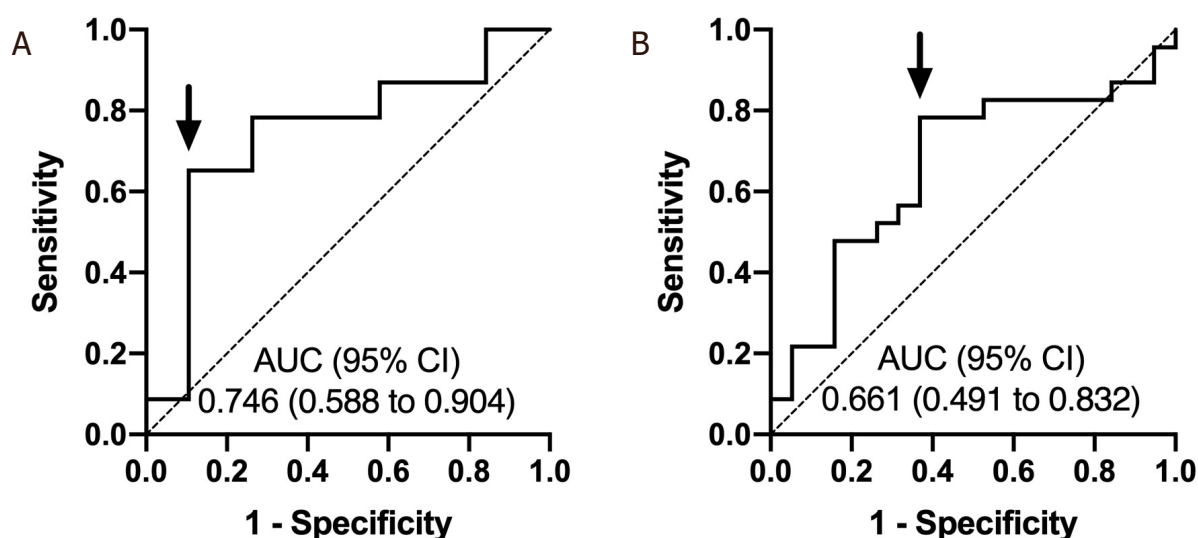 A
1.0
0.8
0.6
0.4
0.2
0.0
Sensitivity
AUC (95% CI)
0.746 (0.588 to 0.904)
0.0 0.2 0.4 0.6 0.8 1.0
1 - Specificity
B
1.0
0.8
0.6
0.4
0.2
0.0
Sensitivity
AUC (95% CI)
0.661 (0.491 to 0.832)
0.0 0.2 0.4 0.6 0.8 1.0
1 - Specificity